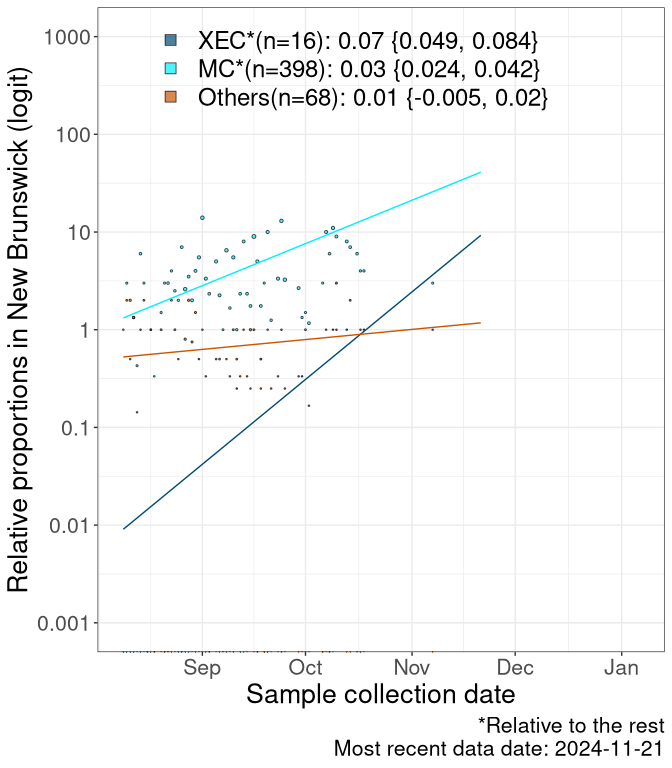 XEC*(n=16): 0.07 {0.049, 0.084}
MC*(n=398): 0.03 {0.024, 0.042}
Others(n=68): 0.01 {-0.005, 0.02}
Relative proportions in New Brunswick (logit)
1000
100
10
1
0.1
0.01
0.001
Sep Oct Nov Dec Jan
Sample collection date
*Relative to the rest
Most recent data date: 2024-11-21